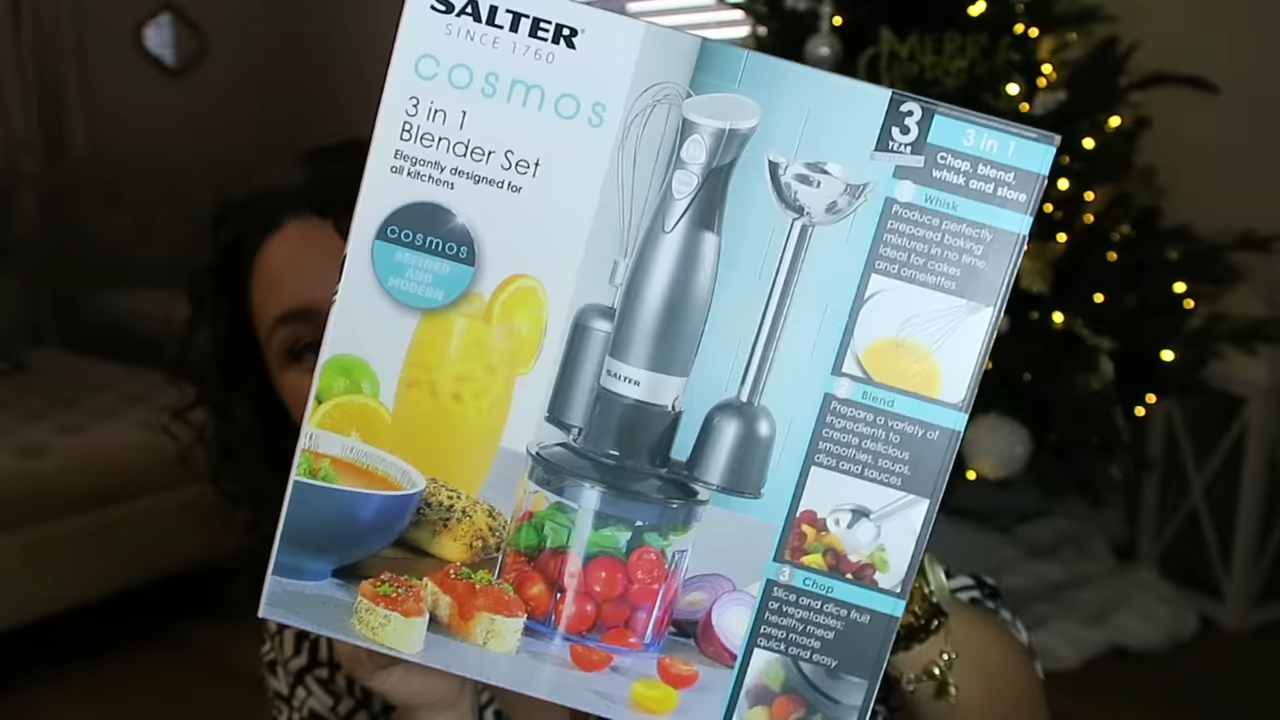 SALTER
SINCE 1760
cosmos
3 in 1
Blender Set
Elegantly designed for
all kitchens
cosmos
REFINED
AND
MODERN
SALTER
3
YEAR
3 in 1
Chop, blend,
whisk and store
Whisk
Produce perfectly
prepared baking
mixtures in no time.
Ideal for cakes
and omelettes
2 Blend
Prepare a variety of
ingredients to
create delicious
smoothies, soups,
dips and sauces
3 Chop
Slice and dice fruit
or vegetables;
healthy meal
prep made
quick and easy